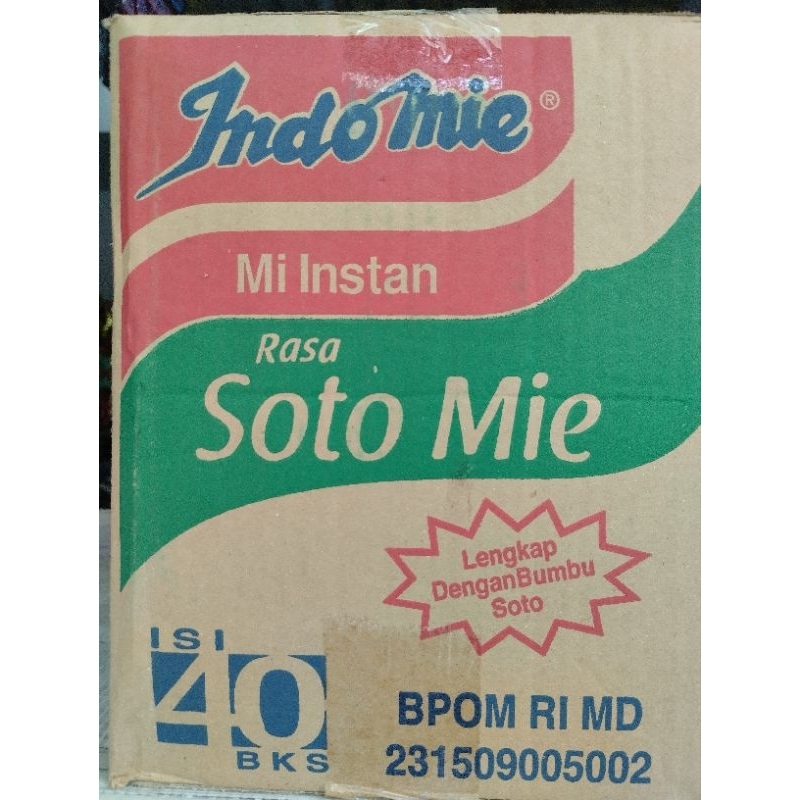 Indomie ®
Mi Instan
Rasa
Soto Mie
Lengkap
DenganBumbu
Soto
ISI
40
BKS
BPOM RI MD
231509005002